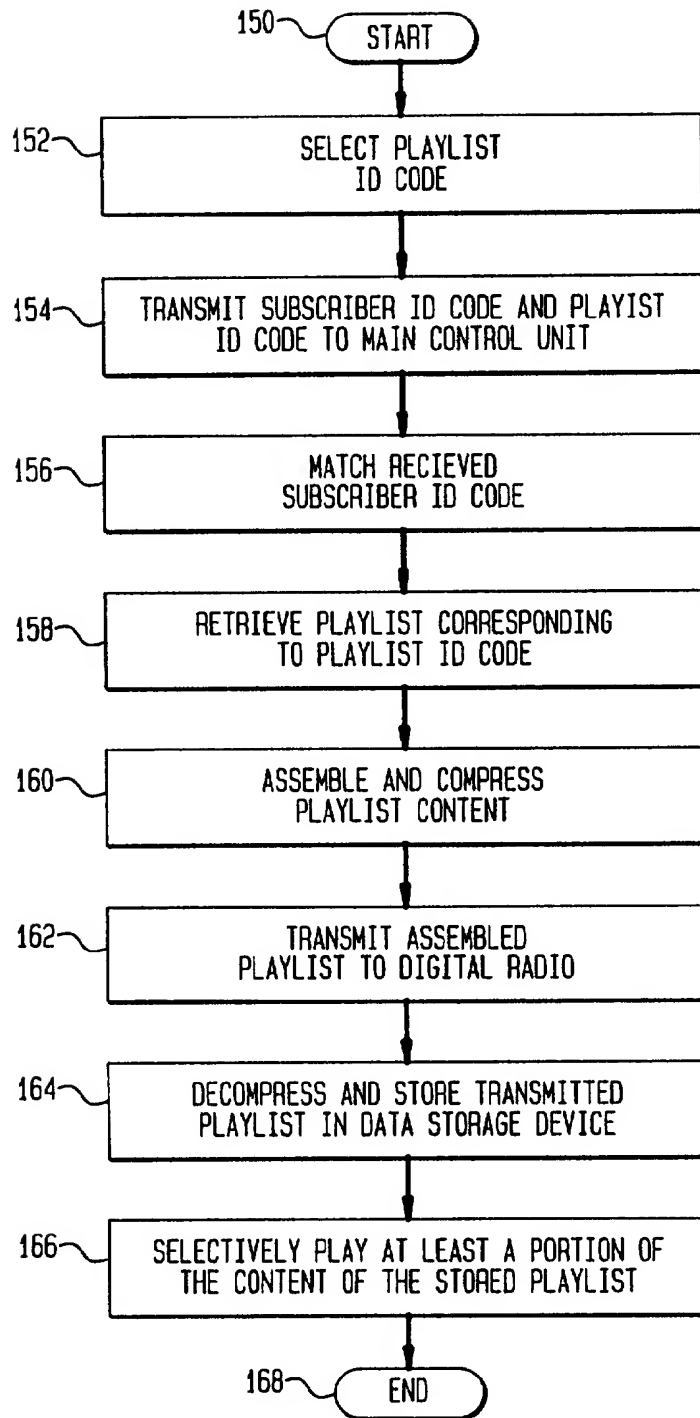 150
START
152
SELECT PLAYLIST
ID CODE
154
TRANSMIT SUBSCRIBER ID CODE AND PLAYIST
ID CODE TO MAIN CONTROL UNIT
156
MATCH RECIEVED
SUBSCRIBER ID CODE
158
RETRIEVE PLAYLIST CORRESPONDING
TO PLAYLIST ID CODE
160
ASSEMBLE AND COMPRESS
PLAYLIST CONTENT
162
TRANSMIT ASSEMBLED
PLAYLIST TO DIGITAL RADIO
164
DECOMPRESS AND STORE TRANSMITTED
PLAYLIST IN DATA STORAGE DEVICE
166
SELECTIVELY PLAY AT LEAST A PORTION OF
THE CONTENT OF THE STORED PLAYLIST
168
END